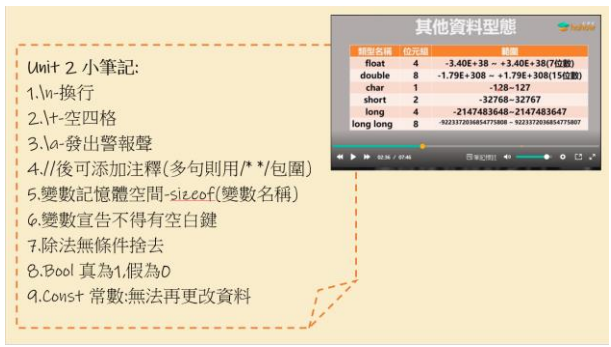 Unit 2 小筆記:
1.\n-換行
2.\t-空四格
3.\a-發出警報聲
4.//後可添加注釋(多句則用/* */包圍)
5.變數記憶體空間-sizeof(變數名稱)
6.變數宣告不得有空白鍵
7.除法無條件捨去
8.Bool 真為1,假為0
9.Const 常數:無法再更改資料
其他資料型態
類型名稱 位元組 範圍
float 4 -3.40E+38 ~ +3.40E+38(7位數)
double 8 -1.79E+308 ~ +1.79E+308(15位數)
char 1 -128~127
short 2 -32768~32767
long 4 -2147483648~2147483647
long long 8 -9223372036854775808 ~ 9223372036854775807
02:36 / 07:46